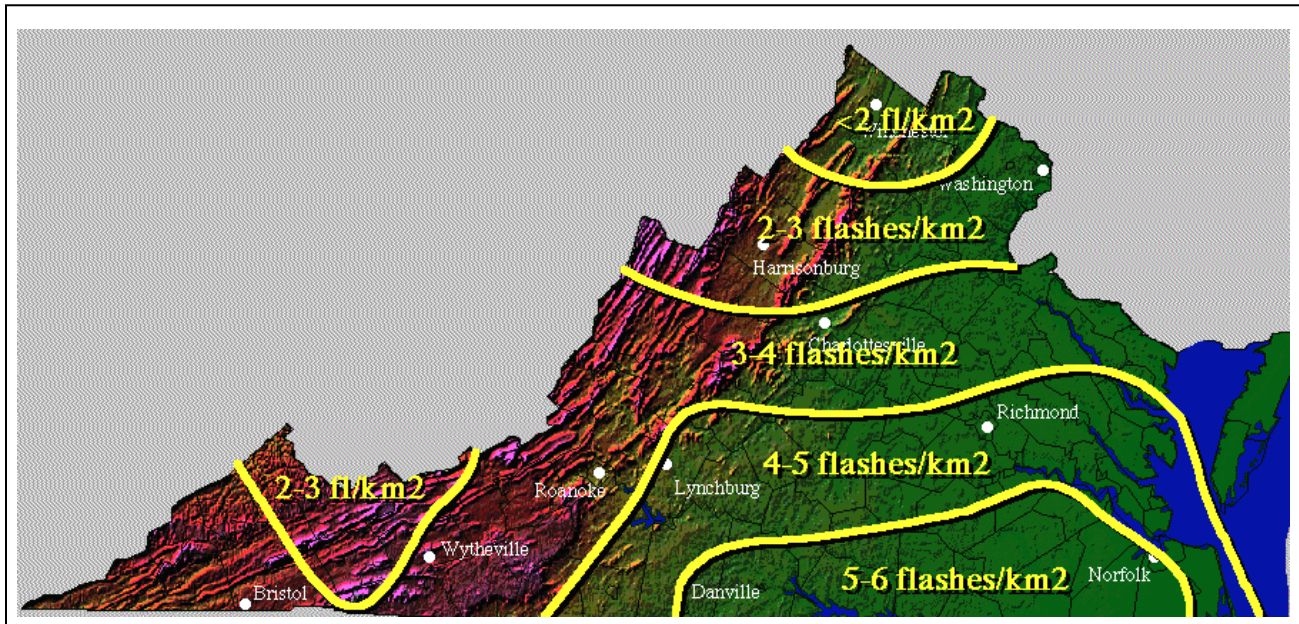 <2 fl/km2
Winchester
Washington
2-3 flashes/km2
Harrisonburg
Charlottesville
3-4 flashes/km2
Richmond
4-5 flashes/km2
2-3 fl/km2
Roanoke
Lynchburg
Wytheville
5-6 flashes/km2
Norfolk
Bristol
Danville